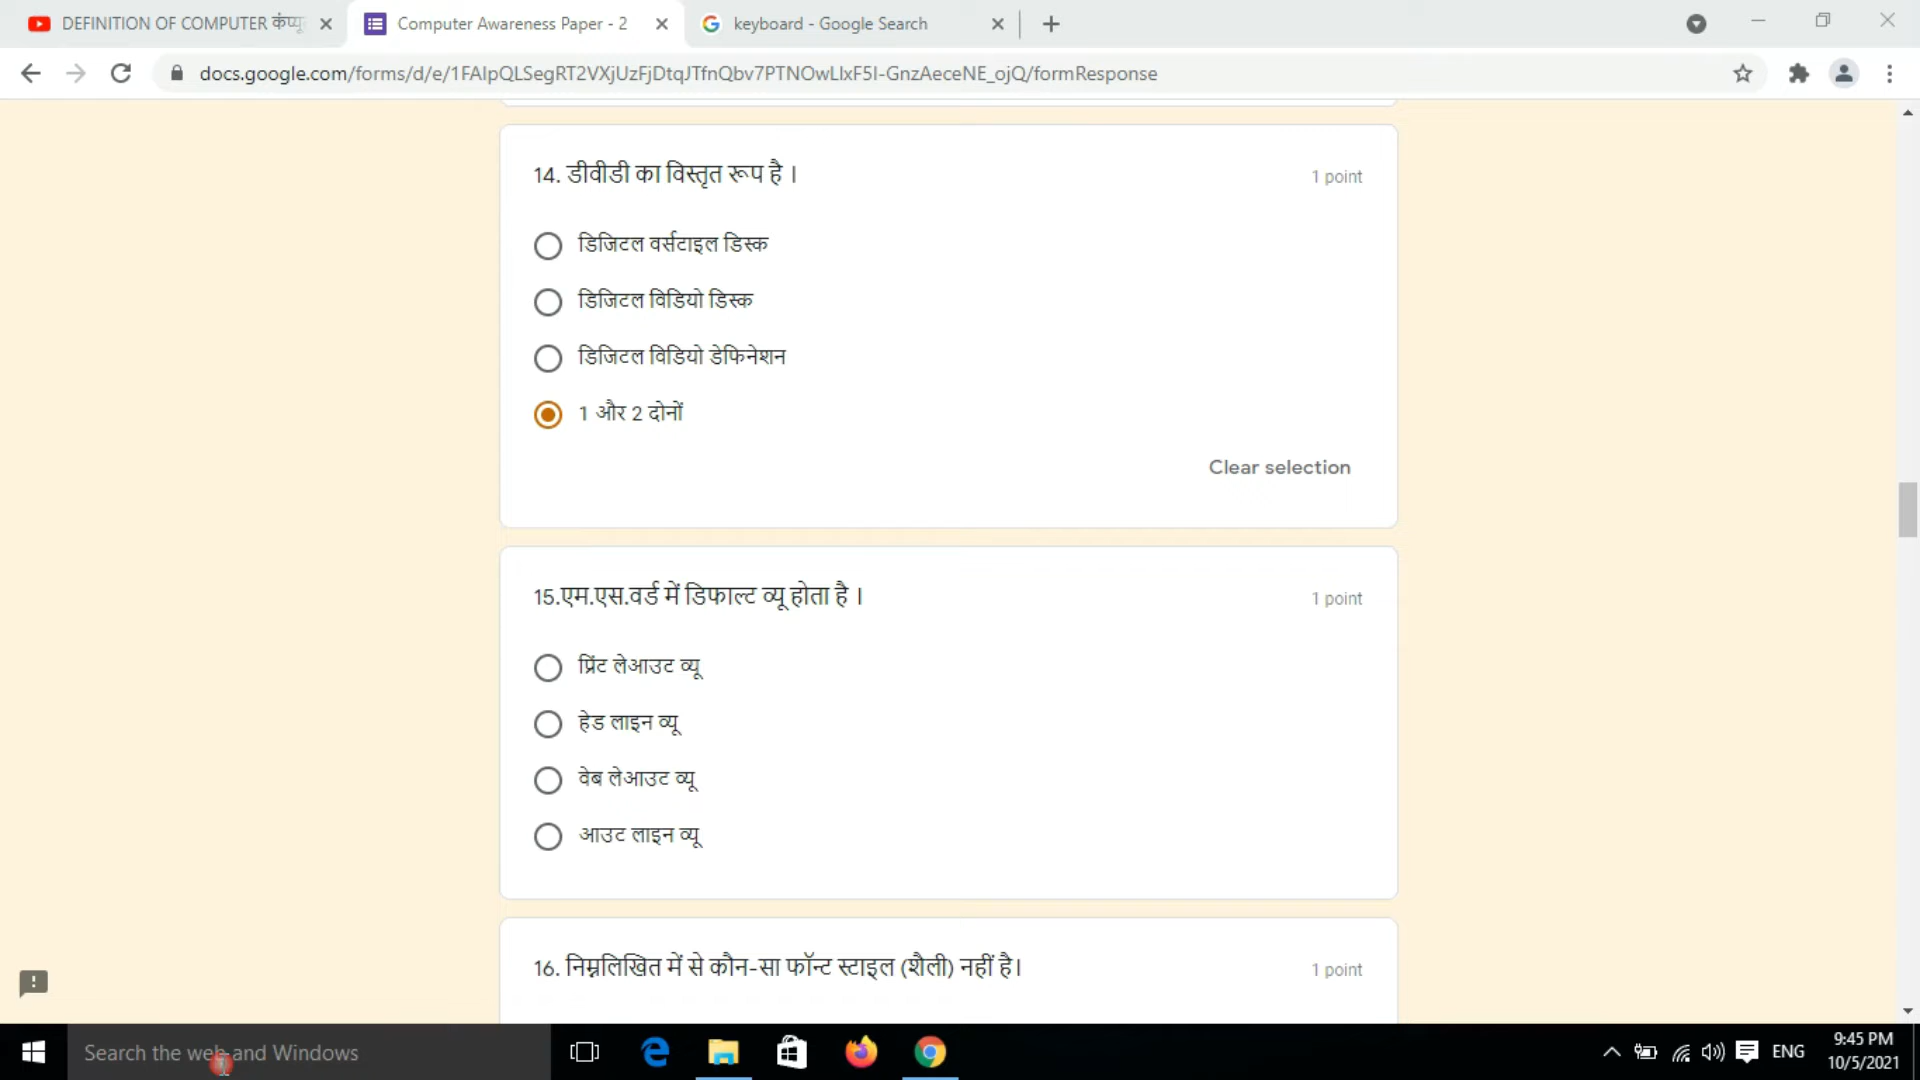 DEFINITION OF COMPUTER कंप्यू
Computer Awareness Paper - 2
keyboard - Google Search
docs.google.com/forms/d/e/1FAIpQLSegRT2VXjUzFjDtqJTfnQbv7PTNOwLlxF5I-GnzAeceNE_ojQ/formResponse
14. डीवीडी का विस्तृत रूप है ।
1 point
डिजिटल वर्सटाइल डिस्क
डिजिटल विडियो डिस्क
डिजिटल विडियो डेफिनेशन
1 और 2 दोनों
Clear selection
15.एम.एस.वर्ड में डिफाल्ट व्यू होता है ।
1 point
प्रिंट लेआउट व्यू
हेड लाइन व्यू
वेब लेआउट व्यू
आउट लाइन व्यू
16. निम्नलिखित में से कौन-सा फॉन्ट स्टाइल (शैली) नहीं है।
1 point
Search the web and Windows
ENG
9:45 PM
10/5/2021